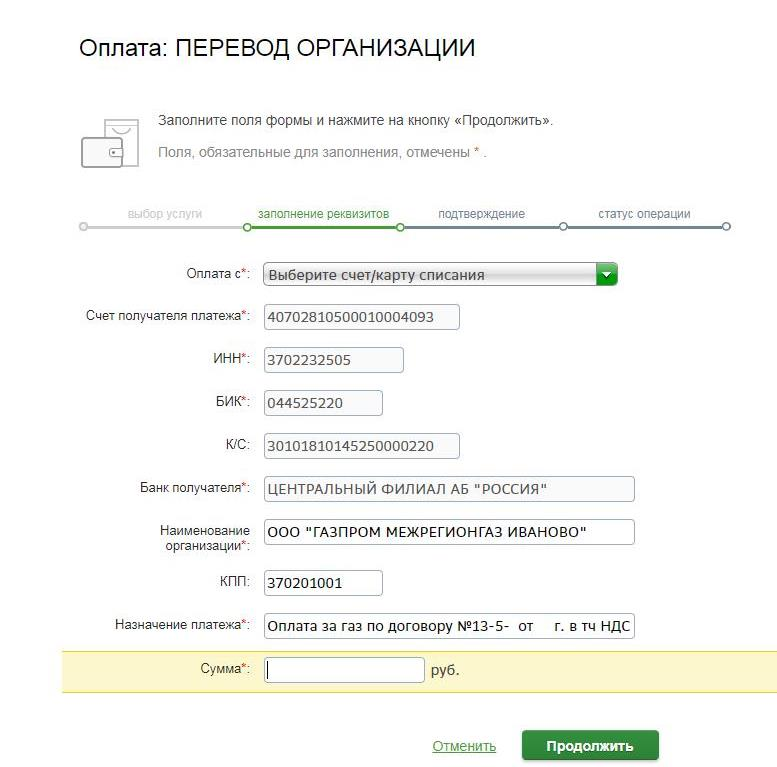 Оплата: ПЕРЕВОД ОРГАНИЗАЦИИ
Заполните поля формы и нажмите на кнопку «Продолжить».
Поля, обязательные для заполнения, отмечены * .
выбор услуги заполнение реквизитов подтверждение статус операции
Оплата с*: Выберите счет/карту списания
Счет получателя платежа*: 40702810500010004093
ИНН*: 3702232505
БИК*: 044525220
К/С: 30101810145250000220
Банк получателя*: ЦЕНТРАЛЬНЫЙ ФИЛИАЛ АБ "РОССИЯ"
Наименование
организации*: ООО "ГАЗПРОМ МЕЖРЕГИОНГАЗ ИВАНОВО"
КПП: 370201001
Назначение платежа*: Оплата за газ по договору №13-5- от г. в тч НДС
Сумма*: руб.
Отменить Продолжить